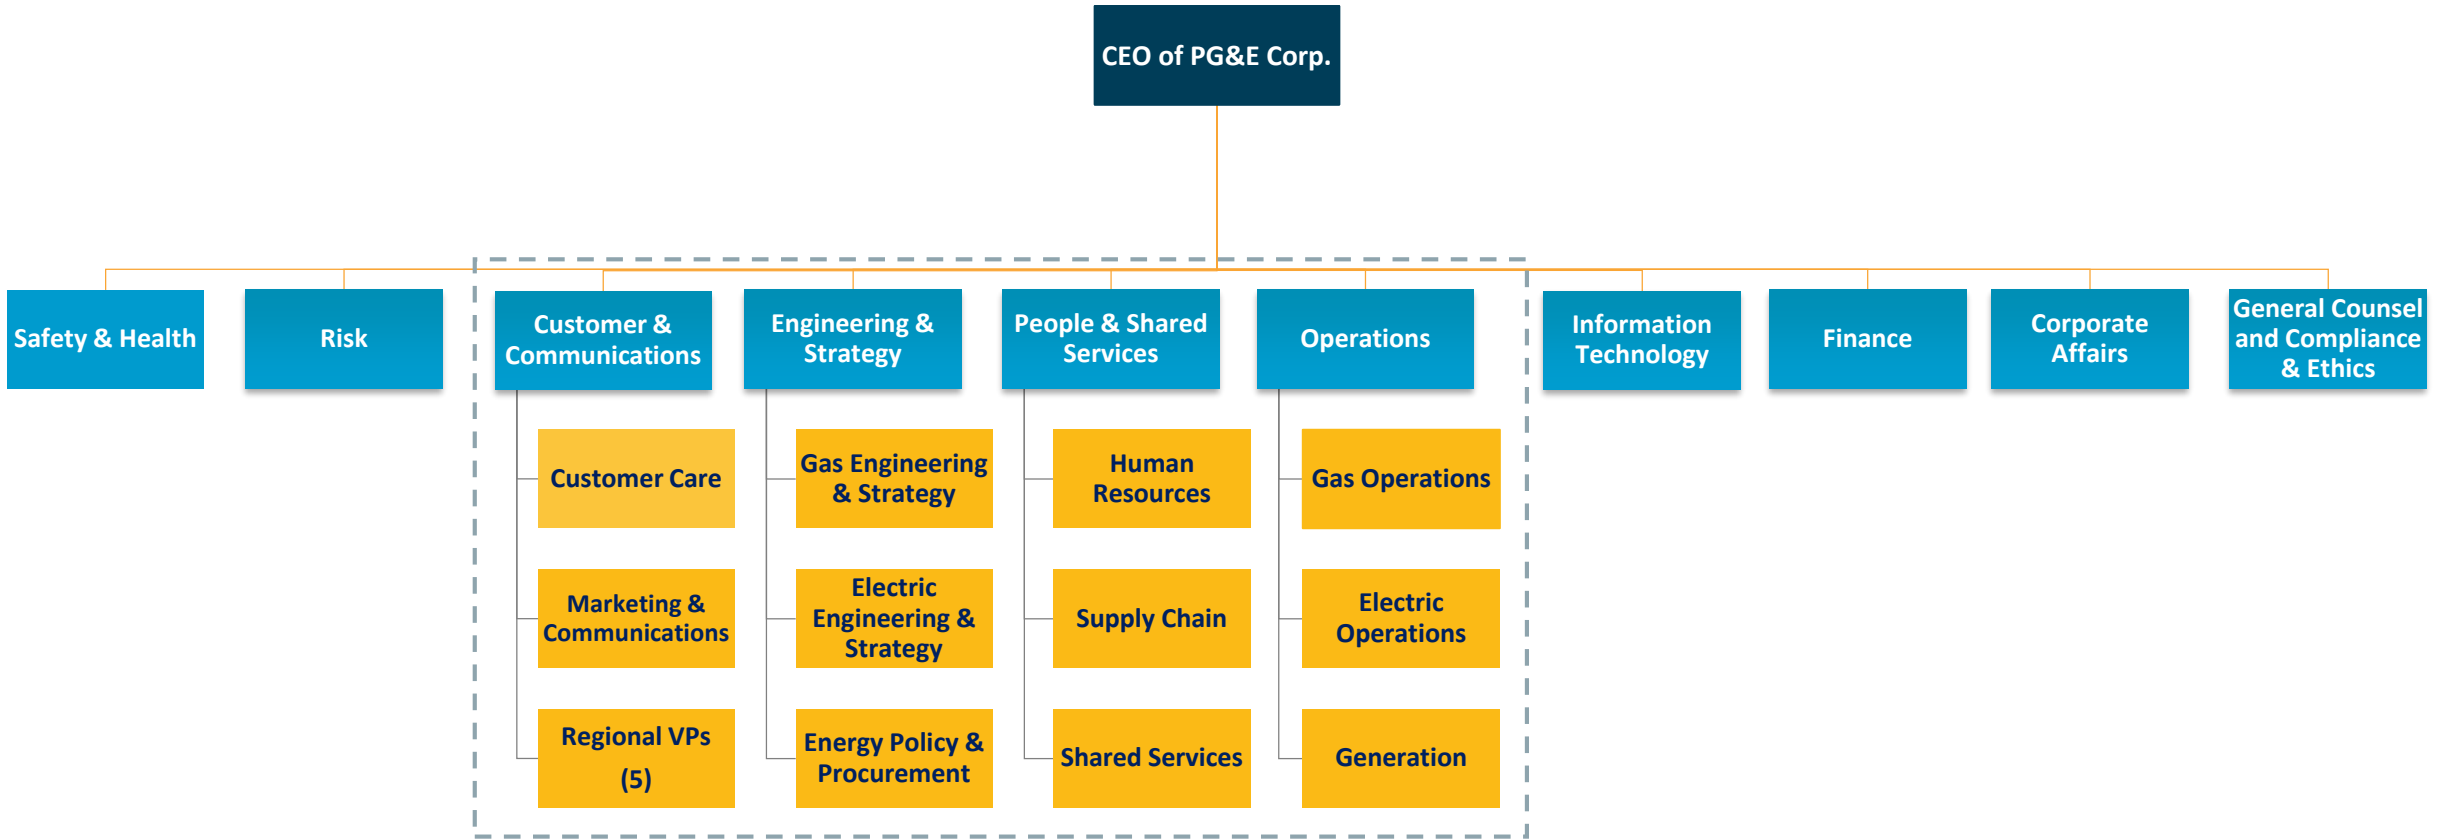 CEO of PG&E Corp.
Safety & Health
Risk
Customer &
Communications
Engineering &
Strategy
People & Shared
Services
Operations
Information
Technology
Finance
Corporate
Affairs
General Counsel
and Compliance
& Ethics
Customer Care
Marketing &
Communications
Regional VPs
(5)
Gas Engineering
& Strategy
Electric
Engineering &
Strategy
Energy Policy &
Procurement
Human
Resources
Supply Chain
Shared Services
Gas Operations
Electric
Operations
Generation